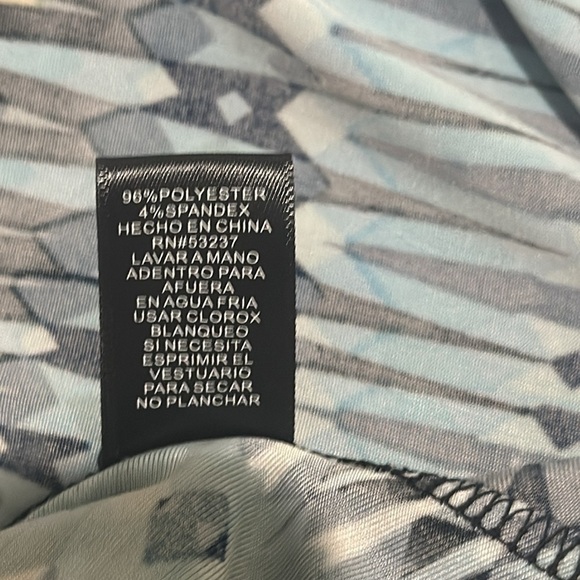 96%POLYESTER
4%SPANDEX
HECHO EN CHINA
RN#53237
LAVAR A MANO
ADENTRO PARA
AFUERA
EN AGUA FRIA
USAR CLOROX
BLANQUEO
SI NECESITA
ESPRIMIR EL
VESTUARIO
PARA SECAR
NO PLANCHAR